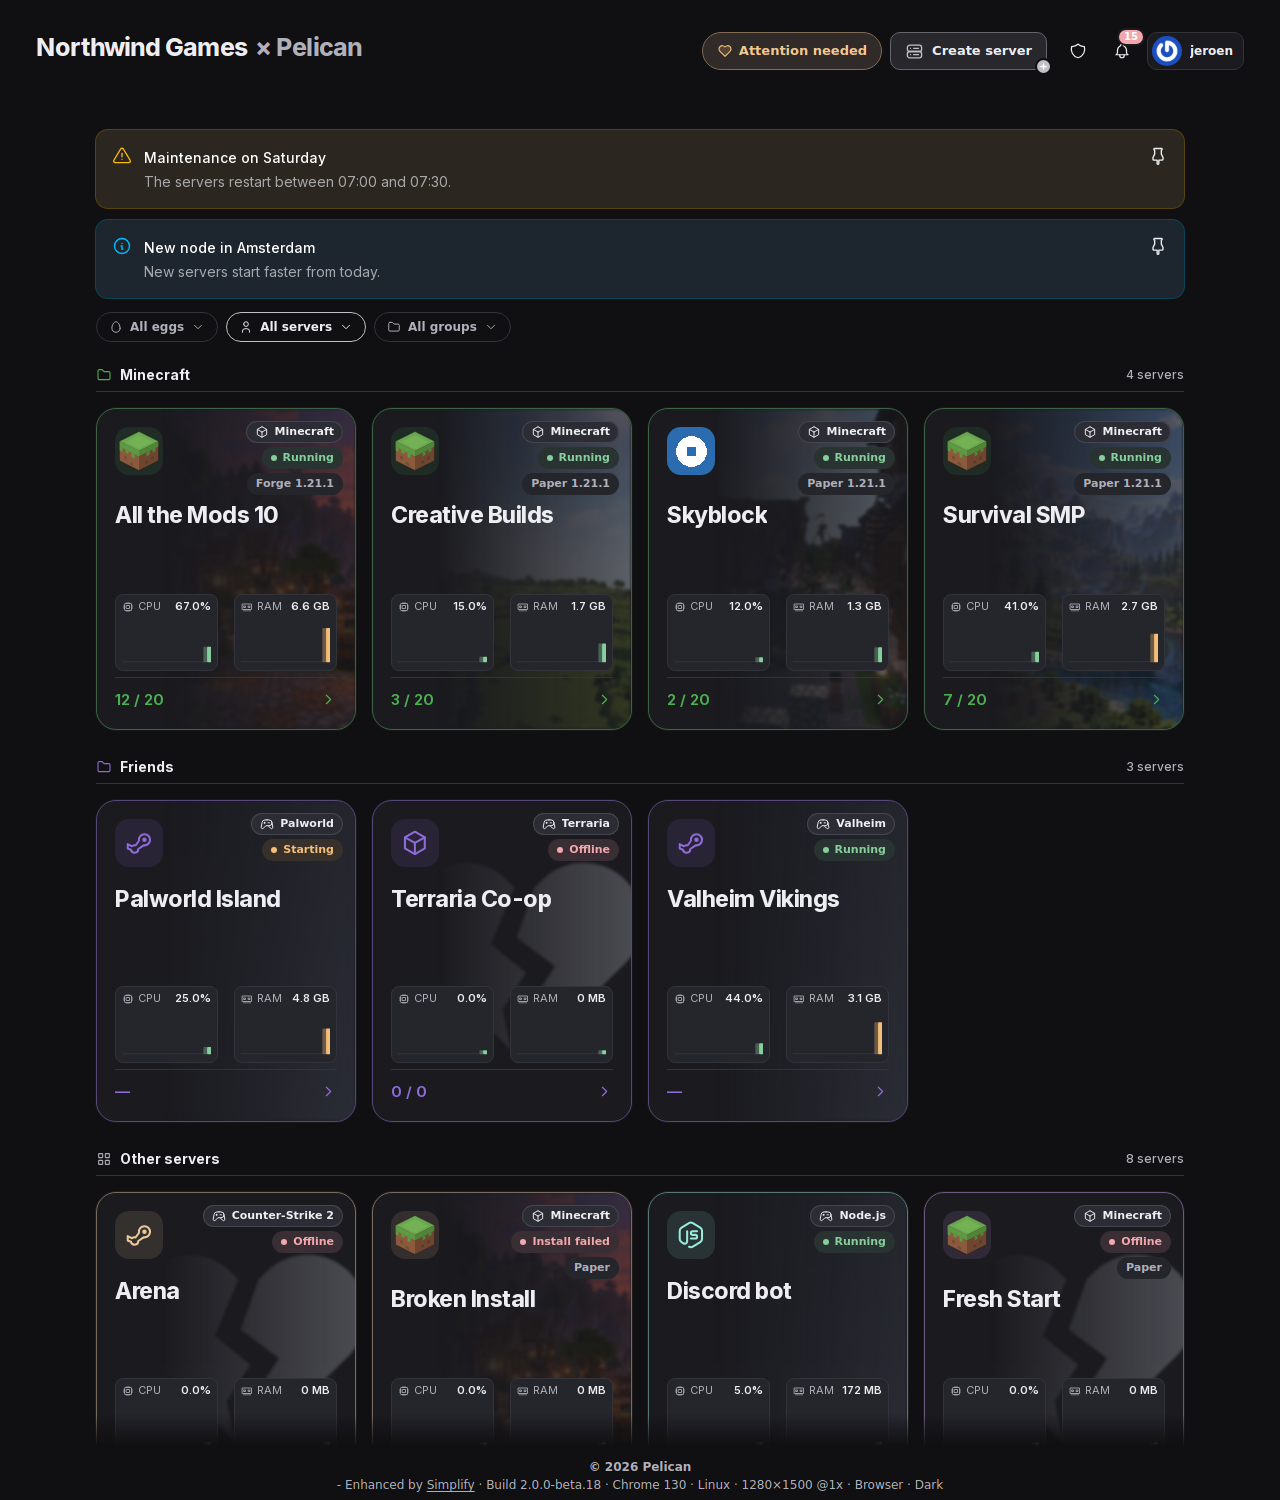 Northwind Games × Pelican
Attention needed
Create server
15
jeroen
Maintenance on Saturday
The servers restart between 07:00 and 07:30.
New node in Amsterdam
New servers start faster from today.
All eggs
All servers
All groups
Minecraft
4 servers
Minecraft
Running
Forge 1.21.1
All the Mods 10
CPU 67.0%
RAM 6.6 GB
12 / 20
Minecraft
Running
Paper 1.21.1
Creative Builds
CPU 15.0%
RAM 1.7 GB
3 / 20
Minecraft
Running
Paper 1.21.1
Skyblock
CPU 12.0%
RAM 1.3 GB
2 / 20
Minecraft
Running
Paper 1.21.1
Survival SMP
CPU 41.0%
RAM 2.7 GB
7 / 20
Friends
3 servers
Palworld
Starting
Palworld Island
CPU 25.0%
RAM 4.8 GB
—
Terraria
Offline
Terraria Co-op
CPU 0.0%
RAM 0 MB
0 / 0
Valheim
Running
Valheim Vikings
CPU 44.0%
RAM 3.1 GB
—
Other servers
8 servers
Counter-Strike 2
Offline
Arena
CPU 0.0%
RAM 0 MB
Minecraft
Install failed
Paper
Broken Install
CPU 0.0%
RAM 0 MB
Node.js
Running
Discord bot
CPU 5.0%
RAM 172 MB
Minecraft
Offline
Paper
Fresh Start
CPU 0.0%
RAM 0 MB
© 2026 Pelican
- Enhanced by Simplify · Build 2.0.0-beta.18 · Chrome 130 · Linux · 1280×1500 @1x · Browser · Dark